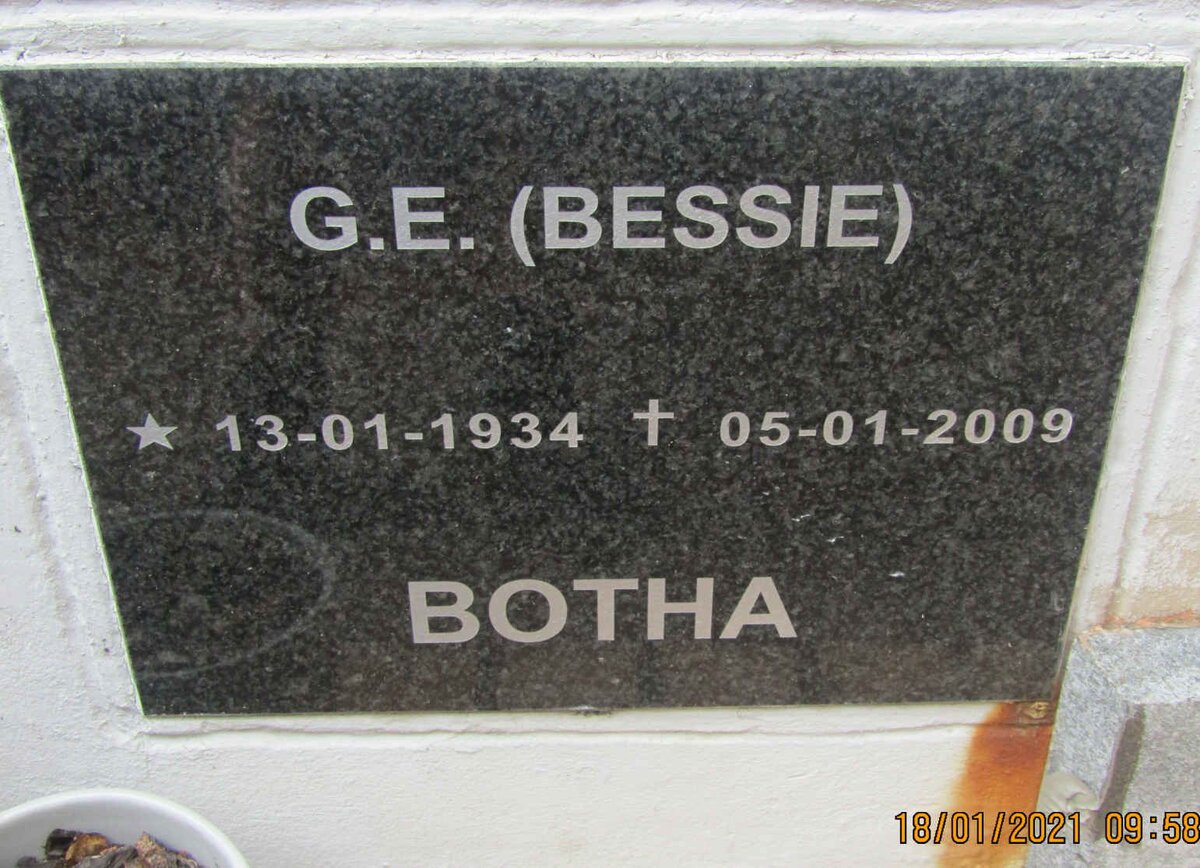 G.E. (BESSIE)
★ 13-01-1934 ✝ 05-01-2009
BOTHA
18/01/2021 09:58